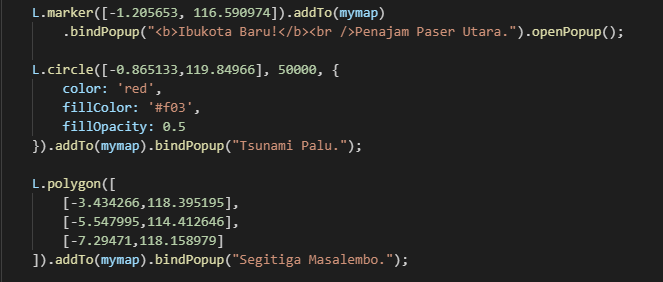 L.marker([-1.205653, 116.590974]).addTo(mymap)
.bindPopup("<b>Ibukota Baru!</b><br />Penajam Paser Utara.").openPopup();
L.circle([-0.865133,119.84966], 50000, {
color: 'red',
fillColor: '#f03',
fillOpacity: 0.5
}).addTo(mymap).bindPopup("Tsunami Palu.");
L.polygon([
[-3.434266,118.395195],
[-5.547995,114.412646],
[-7.29471,118.158979]
]).addTo(mymap).bindPopup("Segitiga Masalembo.");